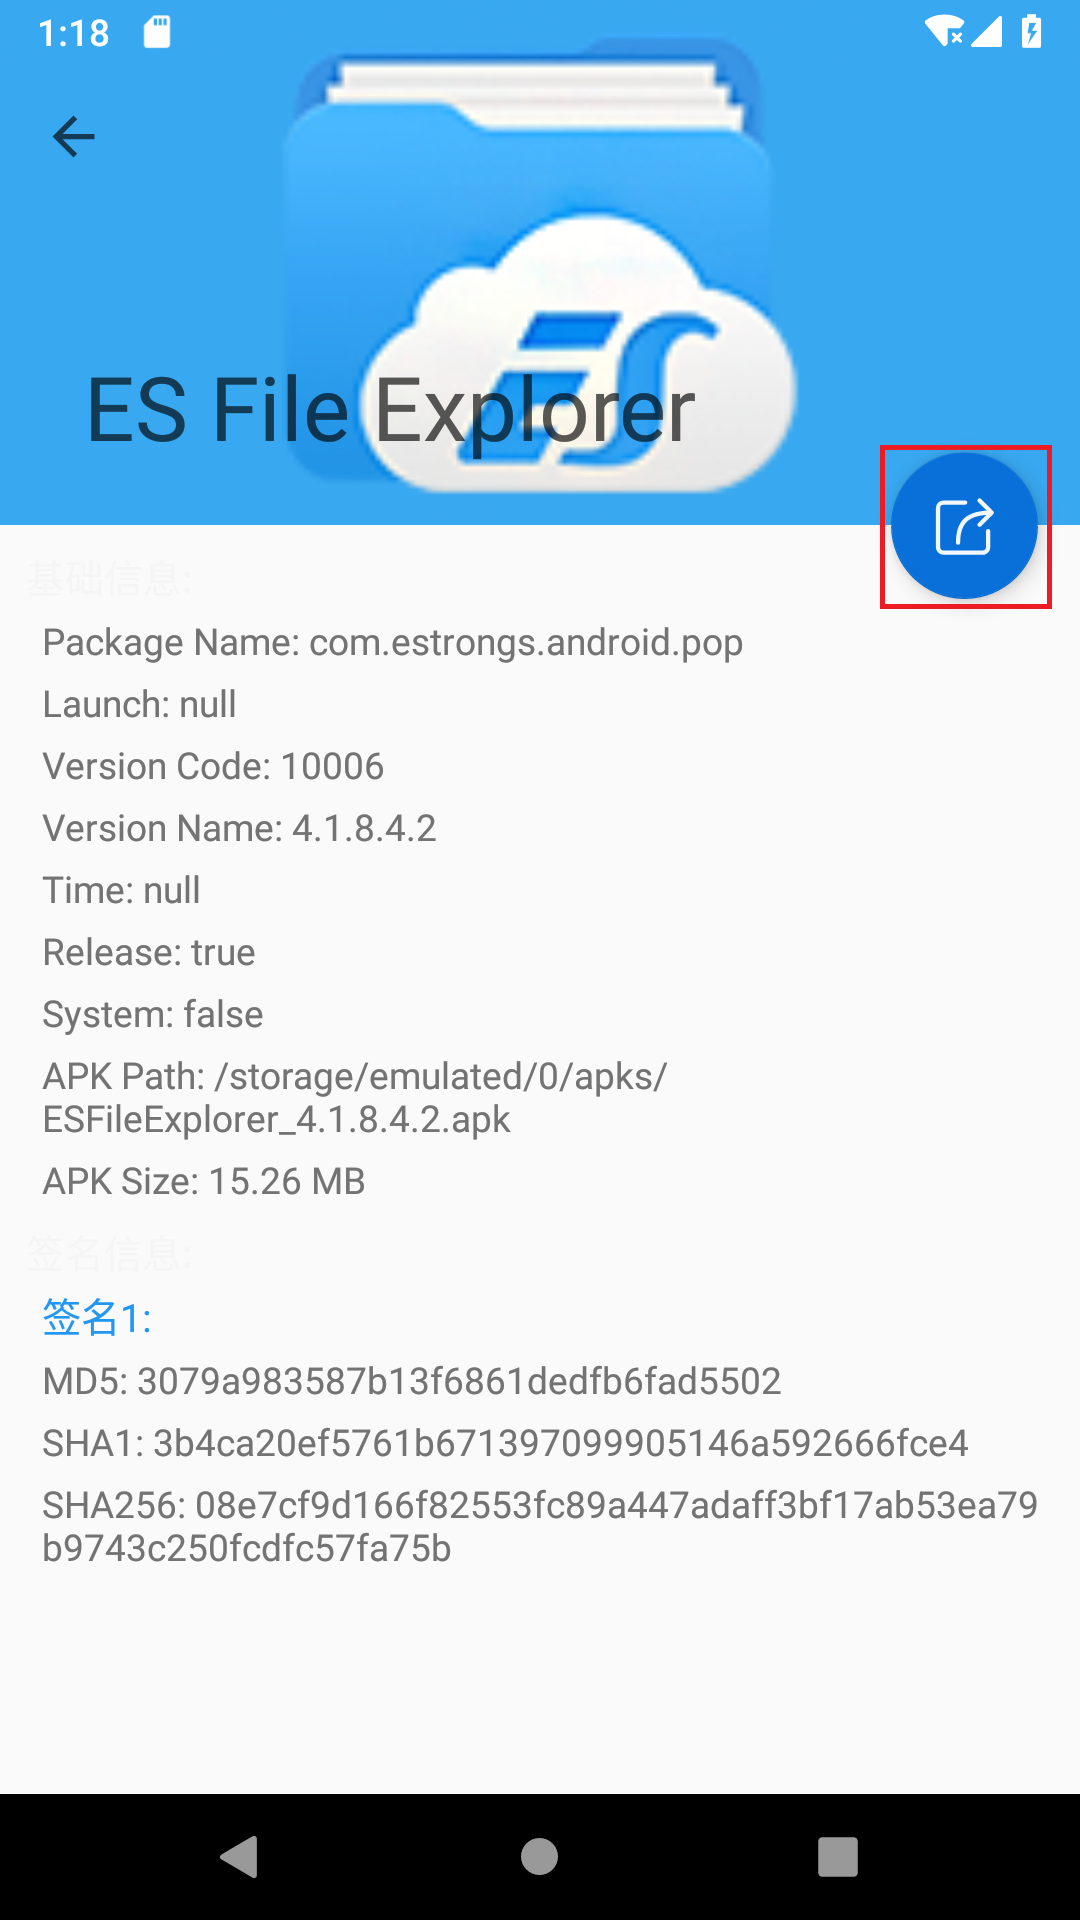 1:18
ES
ES File Explorer
基础信息:
Package Name: com.estrongs.android.pop
Launch: null
Version Code: 10006
Version Name: 4.1.8.4.2
Time: null
Release: true
System: false
APK Path: /storage/emulated/0/apks/
ESFileExplorer_4.1.8.4.2.apk
APK Size: 15.26 MB
签名信息:
签名1:
MD5: 3079a983587b13f6861dedfb6fad5502
SHA1: 3b4ca20ef5761b671397099905146a592666fce4
SHA256: 08e7cf9d166f82553fc89a447adaff3bf17ab53ea79
b9743c250fcdfc57fa75b